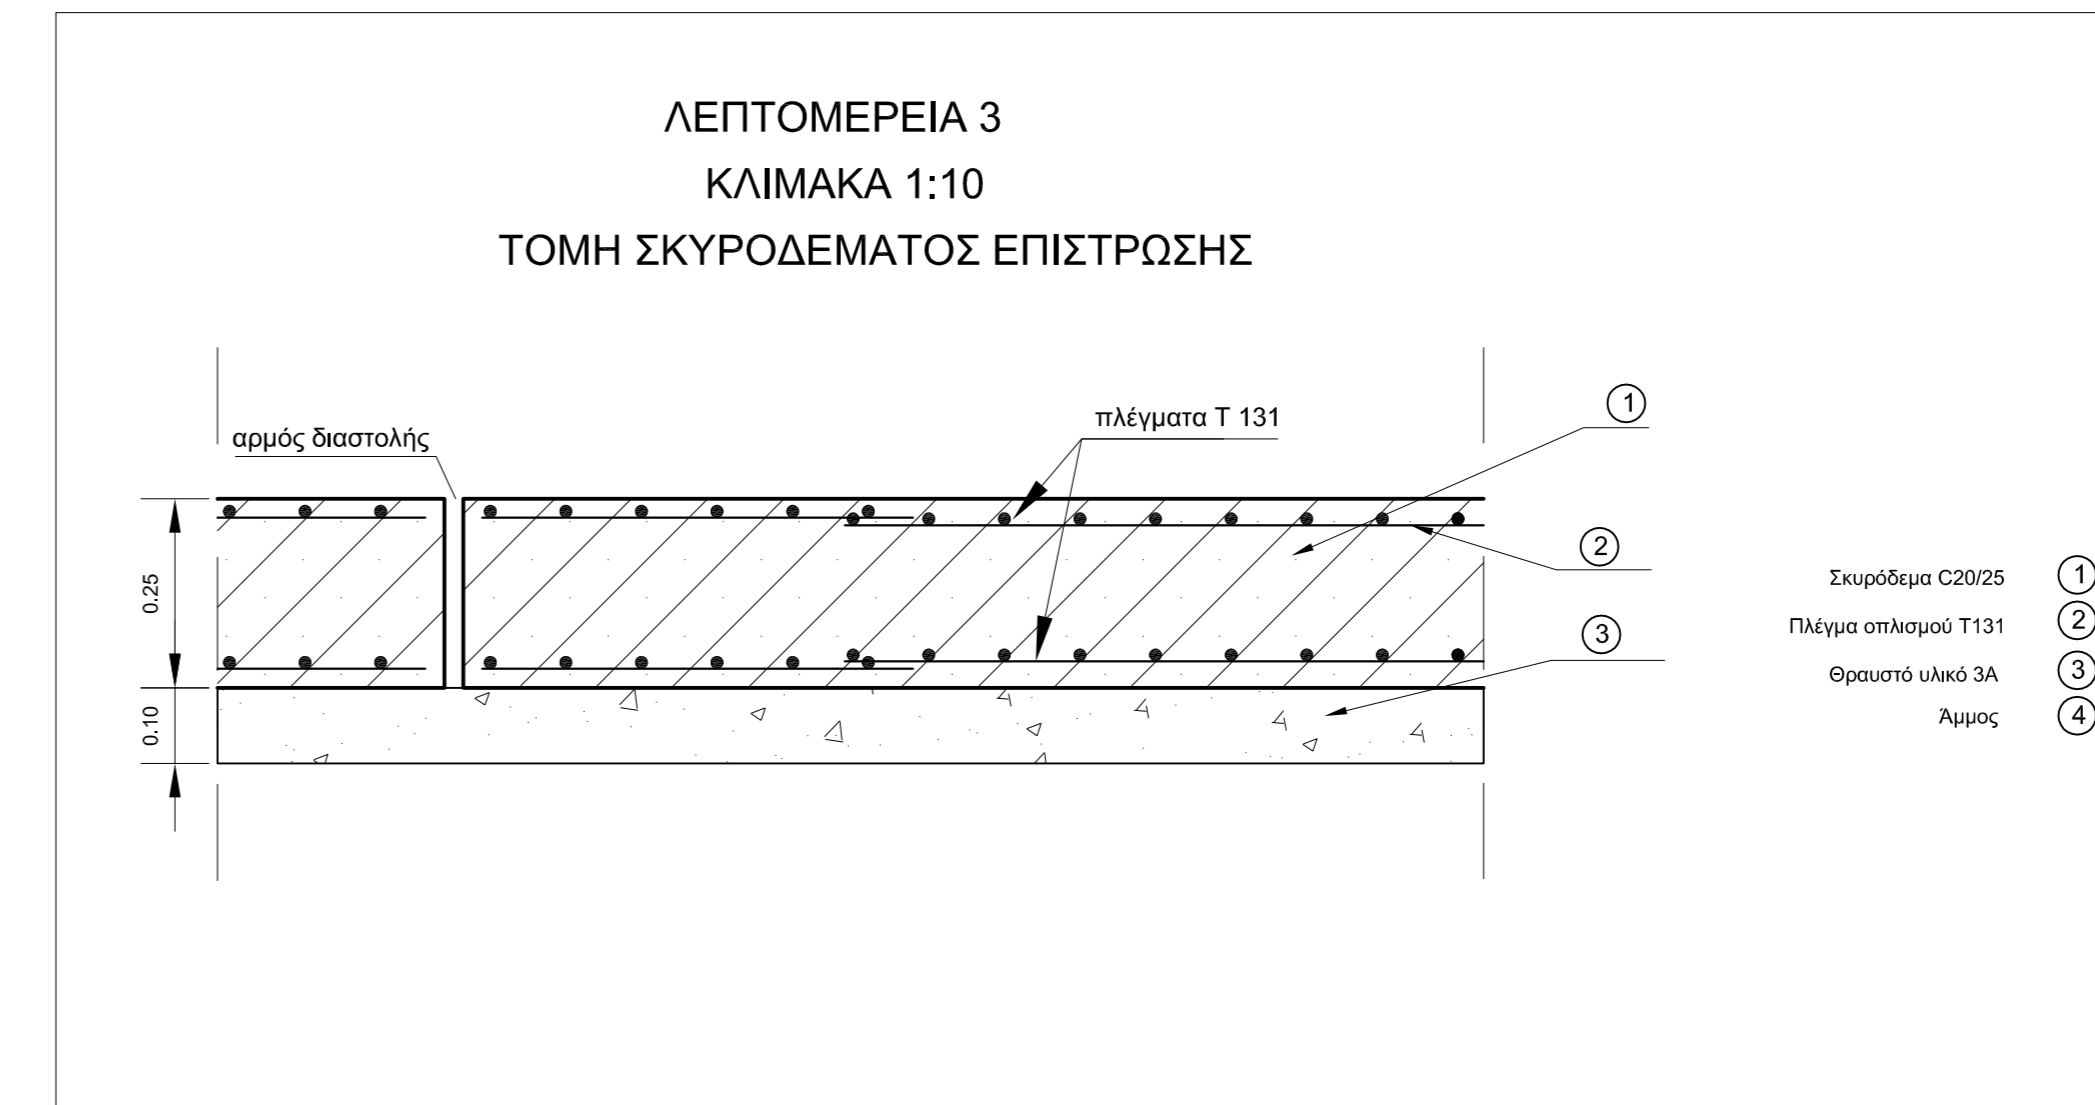 ΛΕΠΤΟΜΕΡΕΙΑ 3
ΚΛΙΜΑΚΑ 1:10
ΤΟΜΗ ΣΚΥΡΟΔΕΜΑΤΟΣ ΕΠΙΣΤΡΩΣΗΣ
πλέγματα Τ 131
αρμός διαστολής
1
2
3
0.25
0.10
Σκυρόδεμα C20/25 1
Πλέγμα οπλισμού Τ131 2
Θραυστό υλικό 3Α 3
Άμμος 4